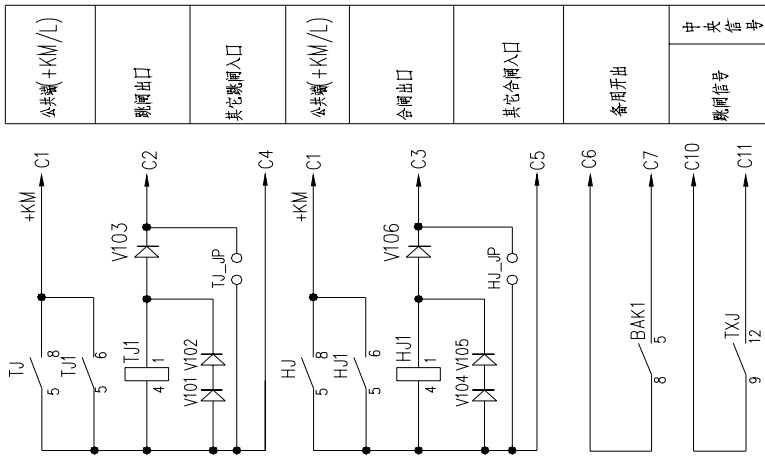 公共端(+KM/L)
跳闸出口
其它跳闸入口
公共端(+KM/L)
合闸出口
其它合闸入口
备用开出
中央信号
跳闸信号
C1
C2
C4
C1
C3
C5
C6
C7
C10
C11
+KM
+KM
V103
TJ_JP
V106
HJ_JP
TJ
5
8
TJ1
5
6
TJ1
4
1
V101
V102
HJ
5
8
HJ1
5
6
HJ1
4
1
V104
V105
BAK1
8
5
TXJ
9
12